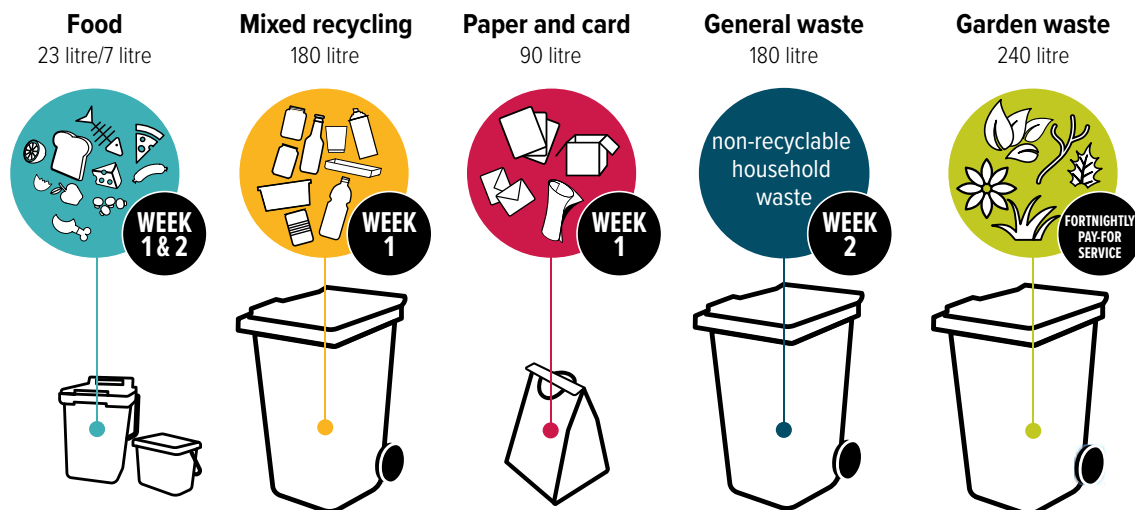 Food
23 litre/7 litre
Mixed recycling
180 litre
Paper and card
90 litre
General waste
180 litre
Garden waste
240 litre
non-recyclable
household
waste
WEEK
1 & 2
WEEK
1
WEEK
1
WEEK
2
FORTNIGHTLY
PAY-FOR
SERVICE